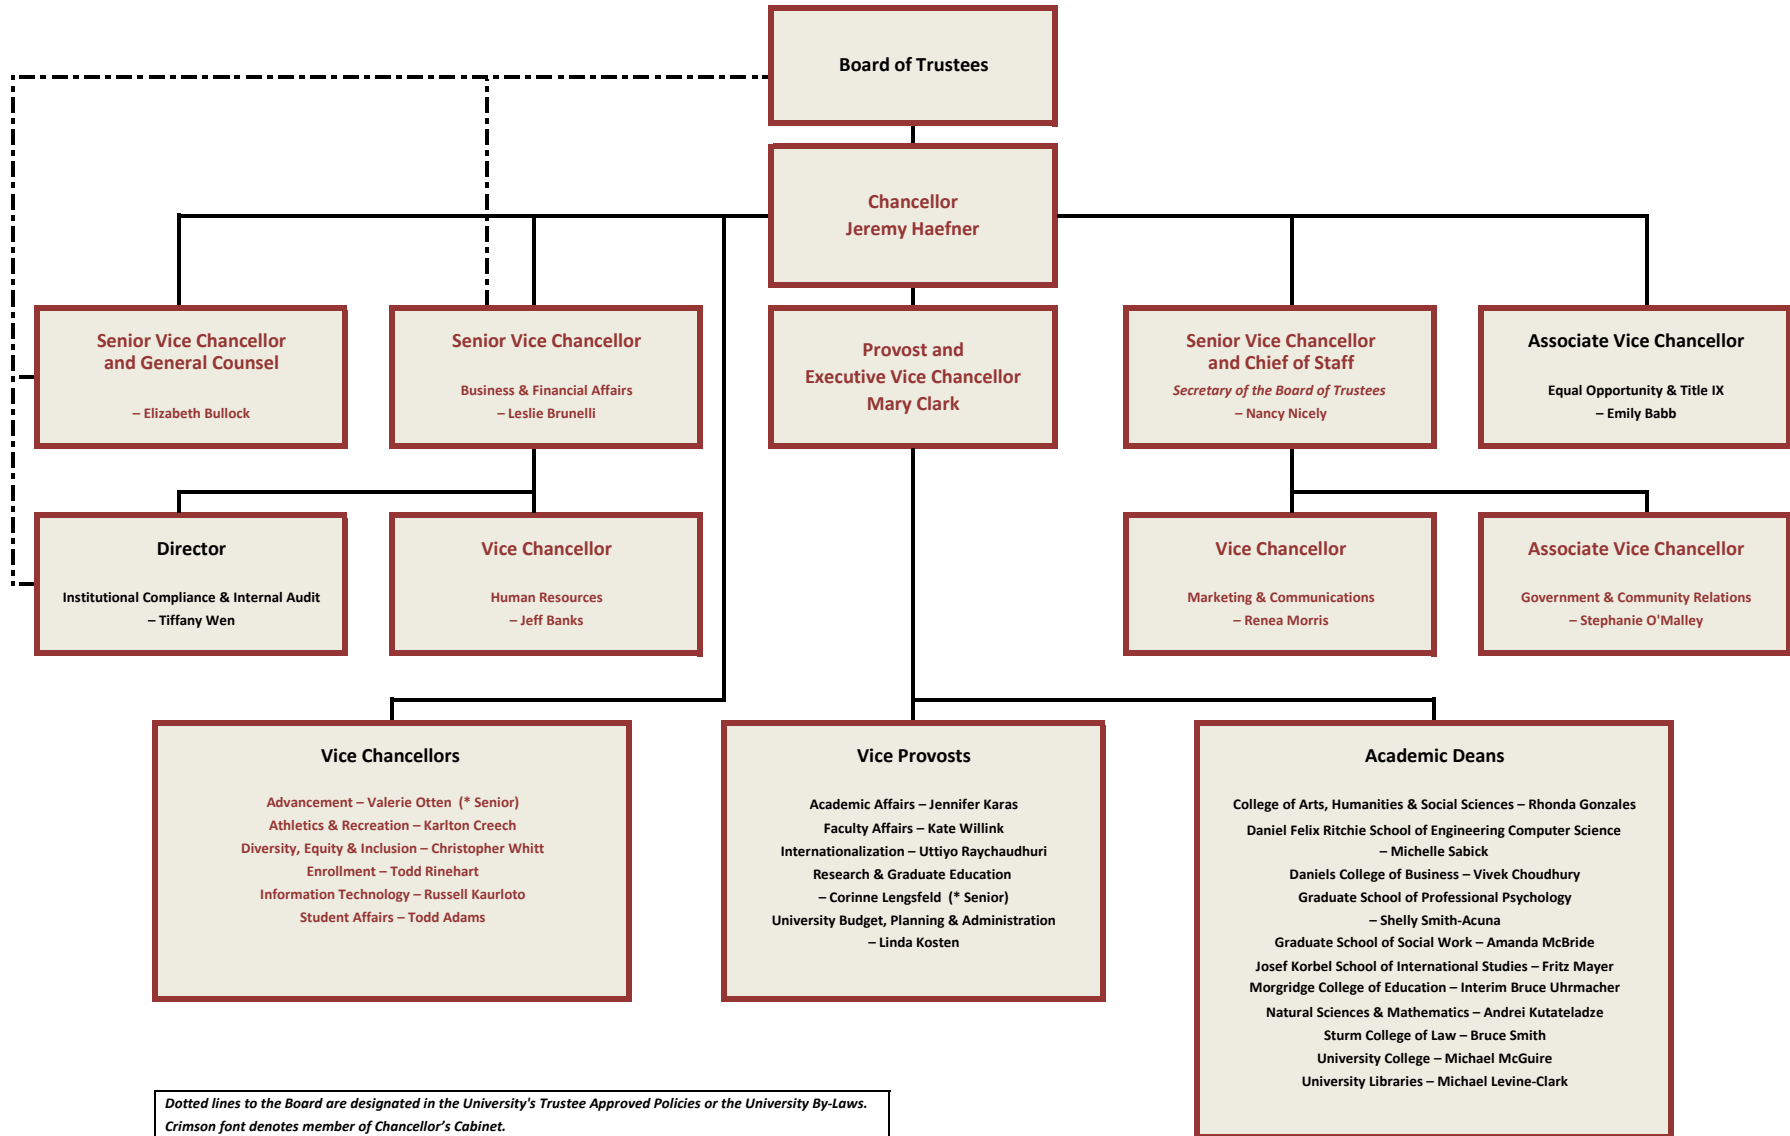 Board of Trustees
Chancellor
Jeremy Haefner
Senior Vice Chancellor
and General Counsel
– Elizabeth Bullock
Senior Vice Chancellor
Business & Financial Affairs
– Leslie Brunelli
Provost and
Executive Vice Chancellor
Mary Clark
Senior Vice Chancellor
and Chief of Staff
Secretary of the Board of Trustees
– Nancy Nicely
Associate Vice Chancellor
Equal Opportunity & Title IX
– Emily Babb
Director
Institutional Compliance & Internal Audit
– Tiffany Wen
Vice Chancellor
Human Resources
– Jeff Banks
Vice Chancellor
Marketing & Communications
– Renea Morris
Associate Vice Chancellor
Government & Community Relations
– Stephanie O'Malley
Vice Chancellors
Advancement – Valerie Otten (* Senior)
Athletics & Recreation – Karlton Creech
Diversity, Equity & Inclusion – Christopher Whitt
Enrollment – Todd Rinehart
Information Technology – Russell Kaurloto
Student Affairs – Todd Adams
Vice Provosts
Academic Affairs – Jennifer Karas
Faculty Affairs – Kate Willink
Internationalization – Uttiyo Raychaudhuri
Research & Graduate Education
– Corinne Lengsfeld (* Senior)
University Budget, Planning & Administration
– Linda Kosten
Academic Deans
College of Arts, Humanities & Social Sciences – Rhonda Gonzales
Daniel Felix Ritchie School of Engineering Computer Science
– Michelle Sabick
Daniels College of Business – Vivek Choudhury
Graduate School of Professional Psychology
– Shelly Smith-Acuna
Graduate School of Social Work – Amanda McBride
Josef Korbel School of International Studies – Fritz Mayer
Morgridge College of Education – Interim Bruce Uhrmacher
Natural Sciences & Mathematics – Andrei Kutateladze
Sturm College of Law – Bruce Smith
University College – Michael McGuire
University Libraries – Michael Levine-Clark
Dotted lines to the Board are designated in the University's Trustee Approved Policies or the University By-Laws.
Crimson font denotes member of Chancellor’s Cabinet.